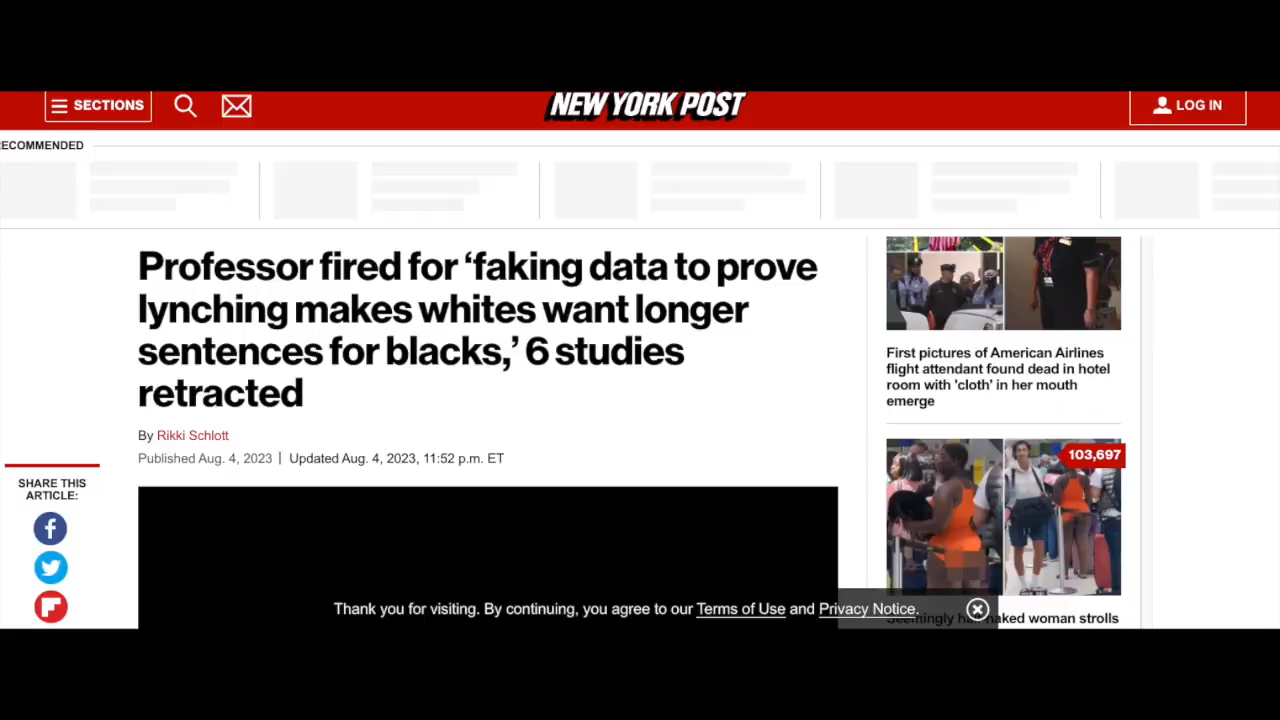 SECTIONS
NEW YORK POST
LOG IN
RECOMMENDED
Professor fired for ‘faking data to prove
lynching makes whites want longer
sentences for blacks,’ 6 studies
retracted
By Rikki Schlott
Published Aug. 4, 2023 | Updated Aug. 4, 2023, 11:52 p.m. ET
SHARE THIS
ARTICLE:
First pictures of American Airlines
flight attendant found dead in hotel
room with 'cloth' in her mouth
emerge
103,697
Thank you for visiting. By continuing, you agree to our Terms of Use and Privacy Notice.
Seemingly half naked woman strolls